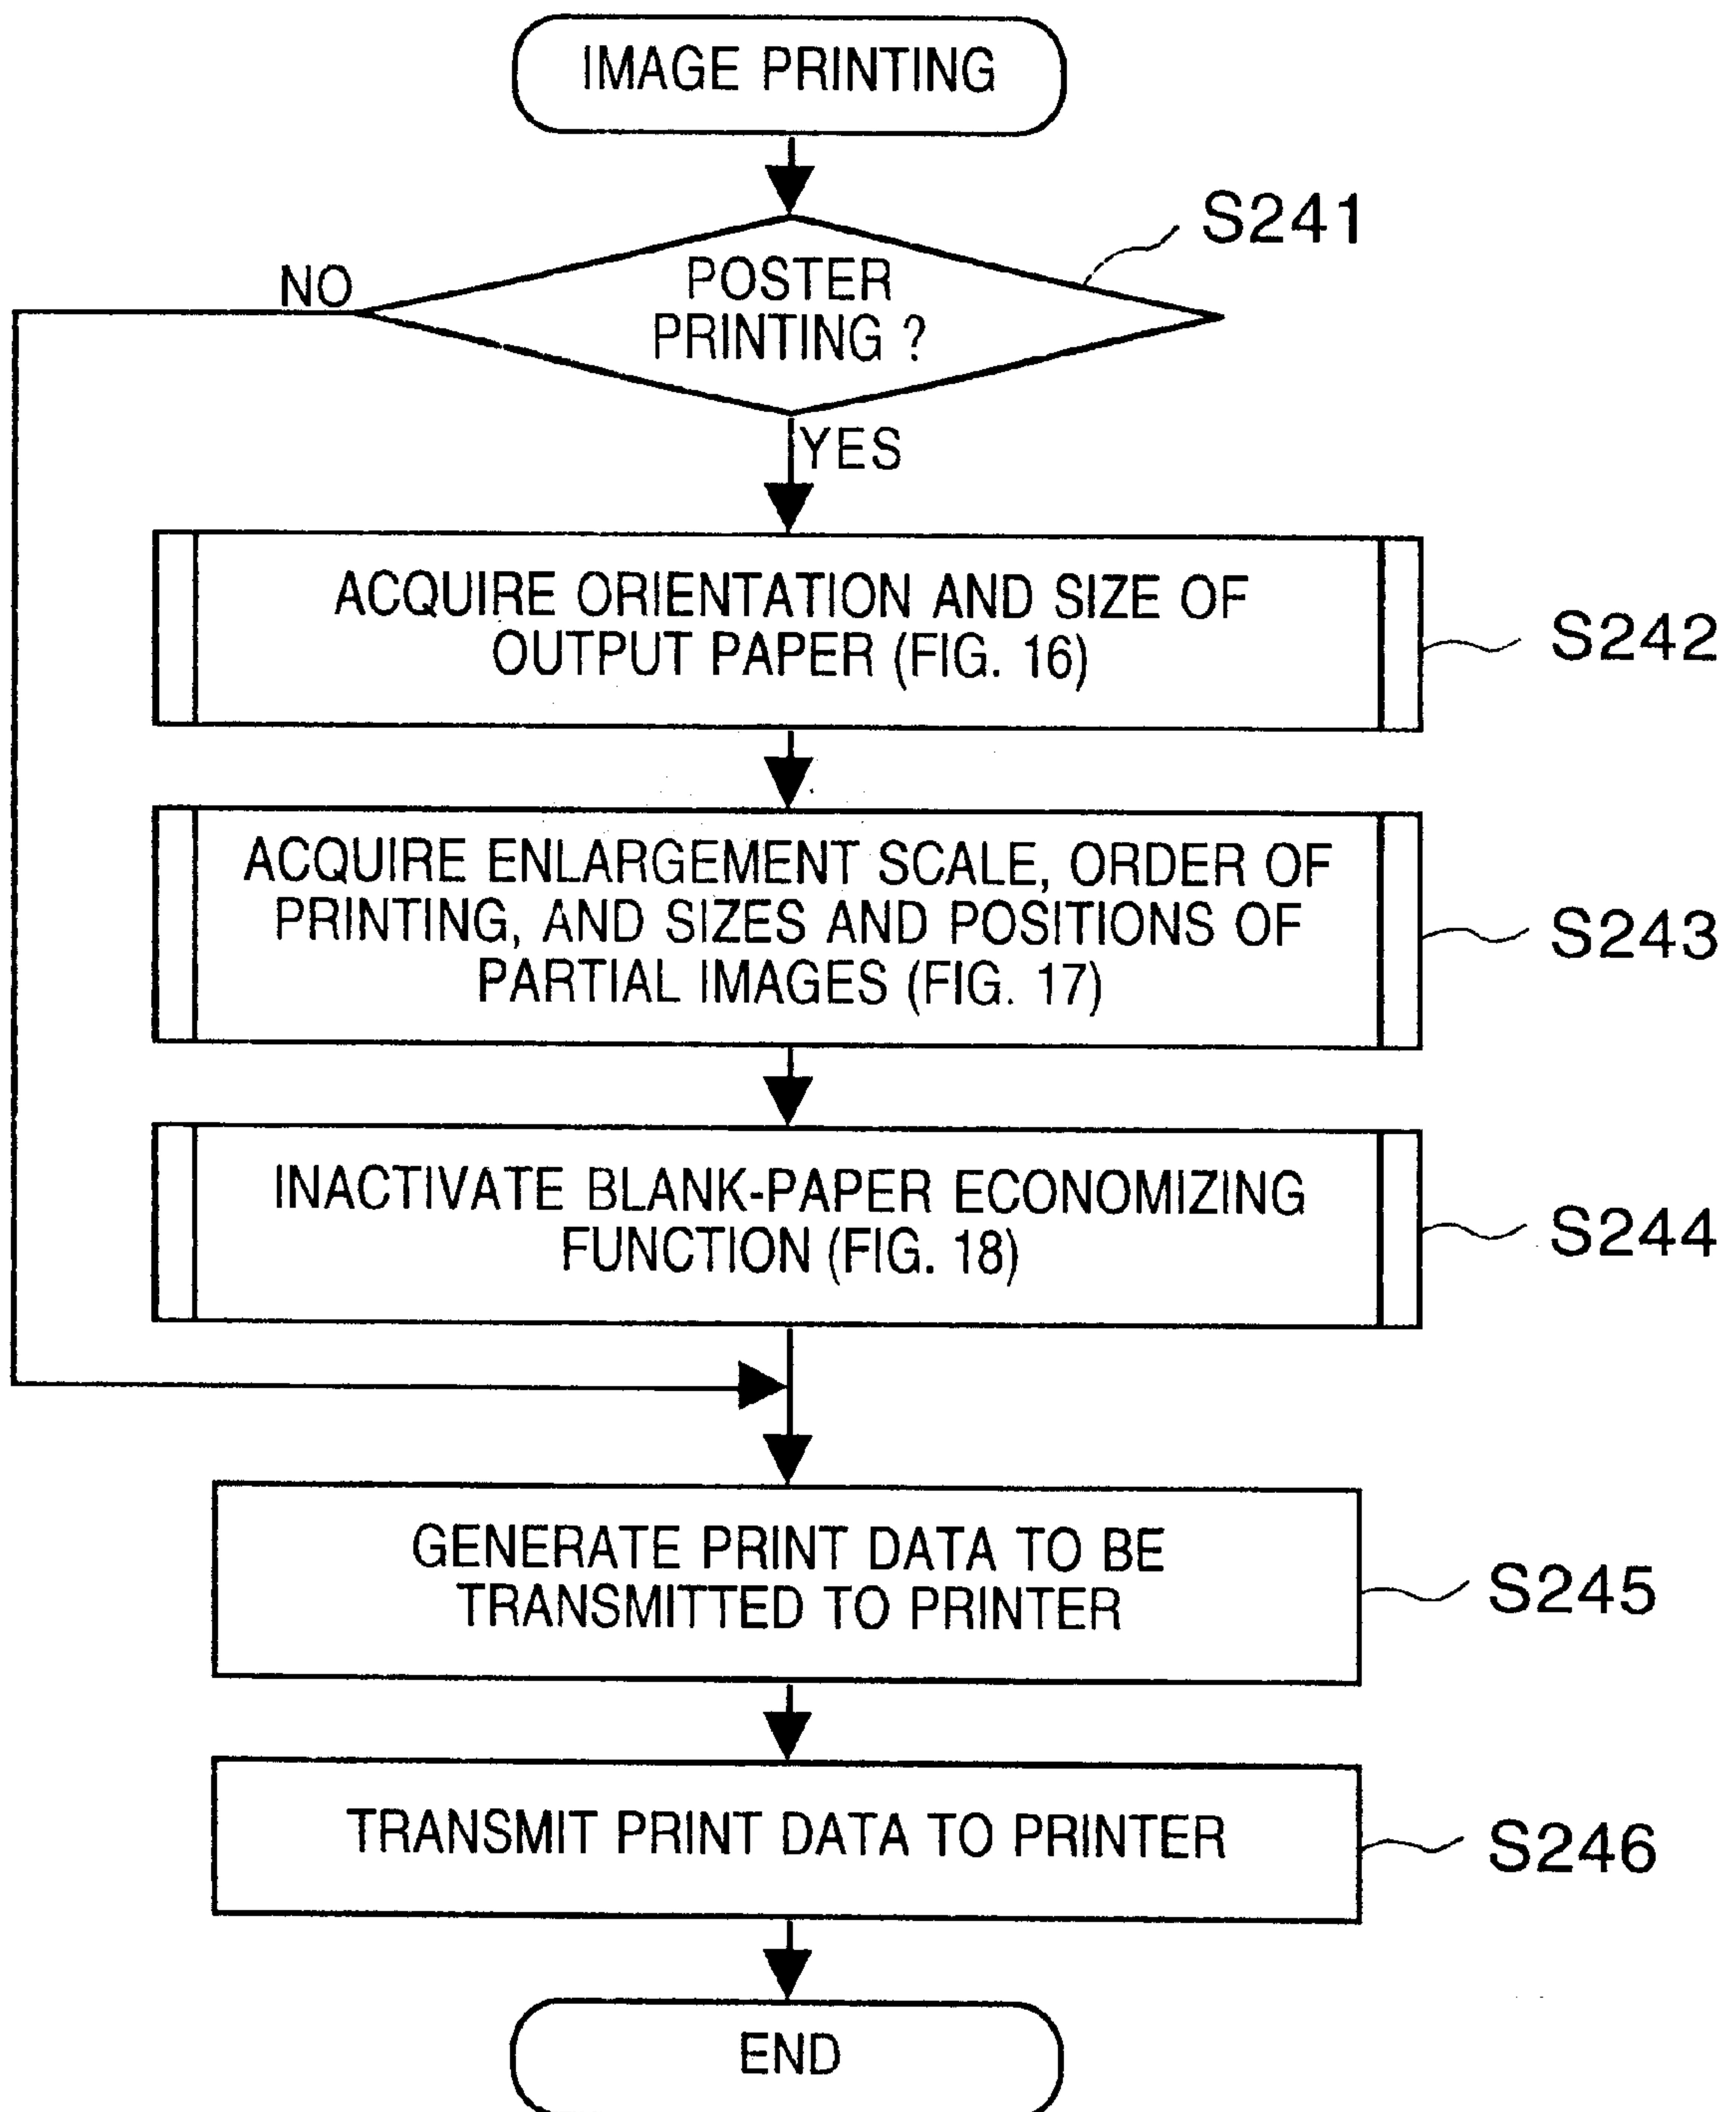 IMAGE PRINTING
S241
NO
POSTER
PRINTING ?
YES
ACQUIRE ORIENTATION AND SIZE OF
OUTPUT PAPER (FIG. 16)
S242
ACQUIRE ENLARGEMENT SCALE, ORDER OF
PRINTING, AND SIZES AND POSITIONS OF
PARTIAL IMAGES (FIG. 17)
S243
INACTIVATE BLANK-PAPER ECONOMIZING
FUNCTION (FIG. 18)
S244
GENERATE PRINT DATA TO BE
TRANSMITTED TO PRINTER
S245
TRANSMIT PRINT DATA TO PRINTER
S246
END